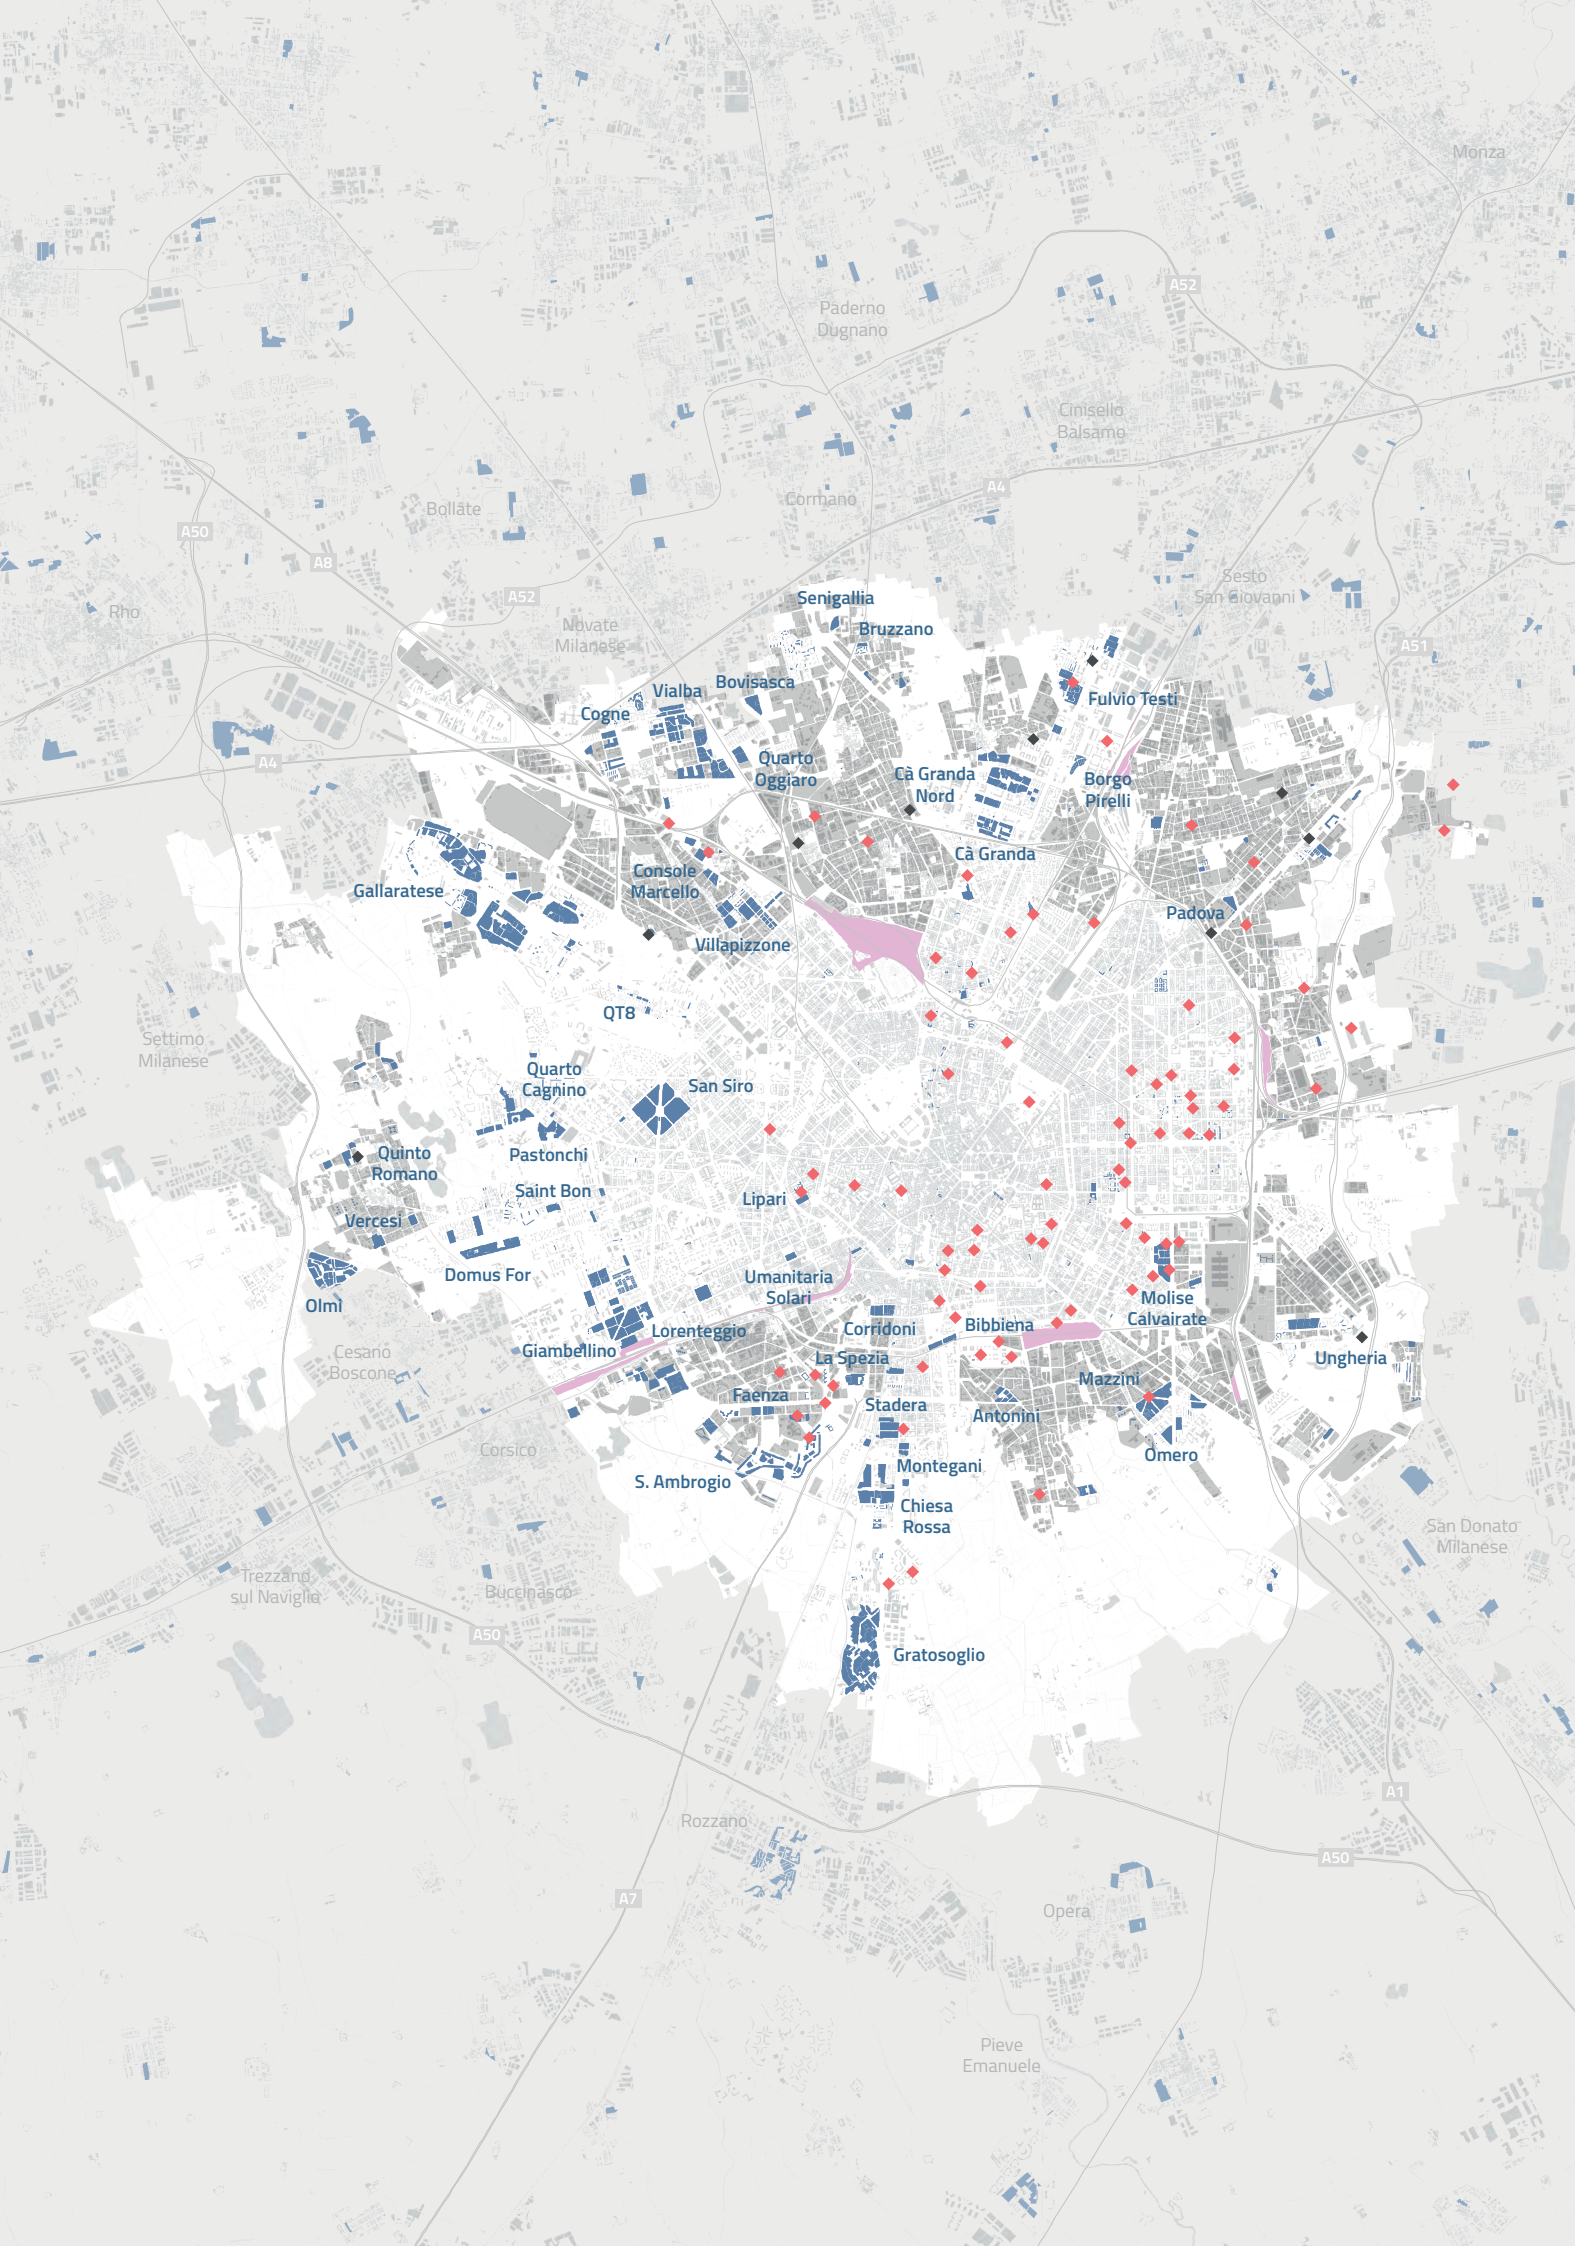 Monza
A52
Paderno
Dugnano
Cinisello
Balsamo
A4
Cormano
Bollate
A50
A8
A52
Sesto
San Giovanni
Rho
Novate
Milanese
Senigallia
Bruzzano
A51
Bovisasca
Vialba
Cogne
Fulvio Testi
A4
Quarto
Oggiaro
Cà Granda
Nord
Borgo
Pirelli
Cà Granda
Console
Marcello
Gallaratese
Padova
Villapizzone
QT8
Settimo
Milanese
Quarto
Cagnino
San Siro
Quinto
Romano
Pastonchi
Saint Bon
Lipari
Vercesi
Domus For
Umanitaria
Solari
Olmi
Molise
Calvairate
Corridoni
Bibbiena
Lorenteggio
Giambellino
Cesano
Boscone
La Spezia
Ungheria
Faenza
Mazzini
Stadera
Antonini
Corsico
Omero
Montegani
S. Ambrogio
Chiesa
Rossa
San Donato
Milanese
Trezzano
sul Naviglio
Buccinasco
A50
Gratosoglio
A1
Rozzano
A50
A7
Opera
Pieve
Emanuele